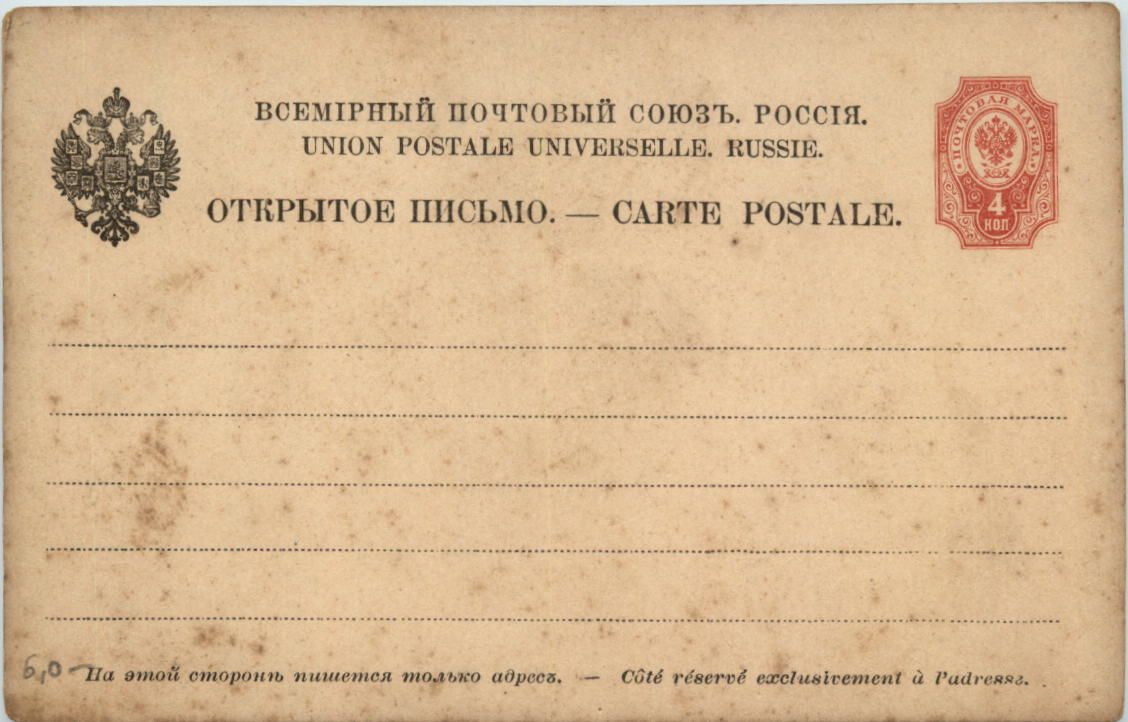 ВСЕМІРНЫЙ ПОЧТОВЫЙ СОЮЗЪ. РОССІЯ.
UNION POSTALE UNIVERSELLE. RUSSIE.
ОТКРЫТОЕ ПИСЬМО. — CARTE POSTALE.
ПОЧТОВАЯ МАРКА.
4
КОП
6,0 —
На этой сторонѣ пишется только адресъ. — Côté réservé exclusivement à l'adresse.